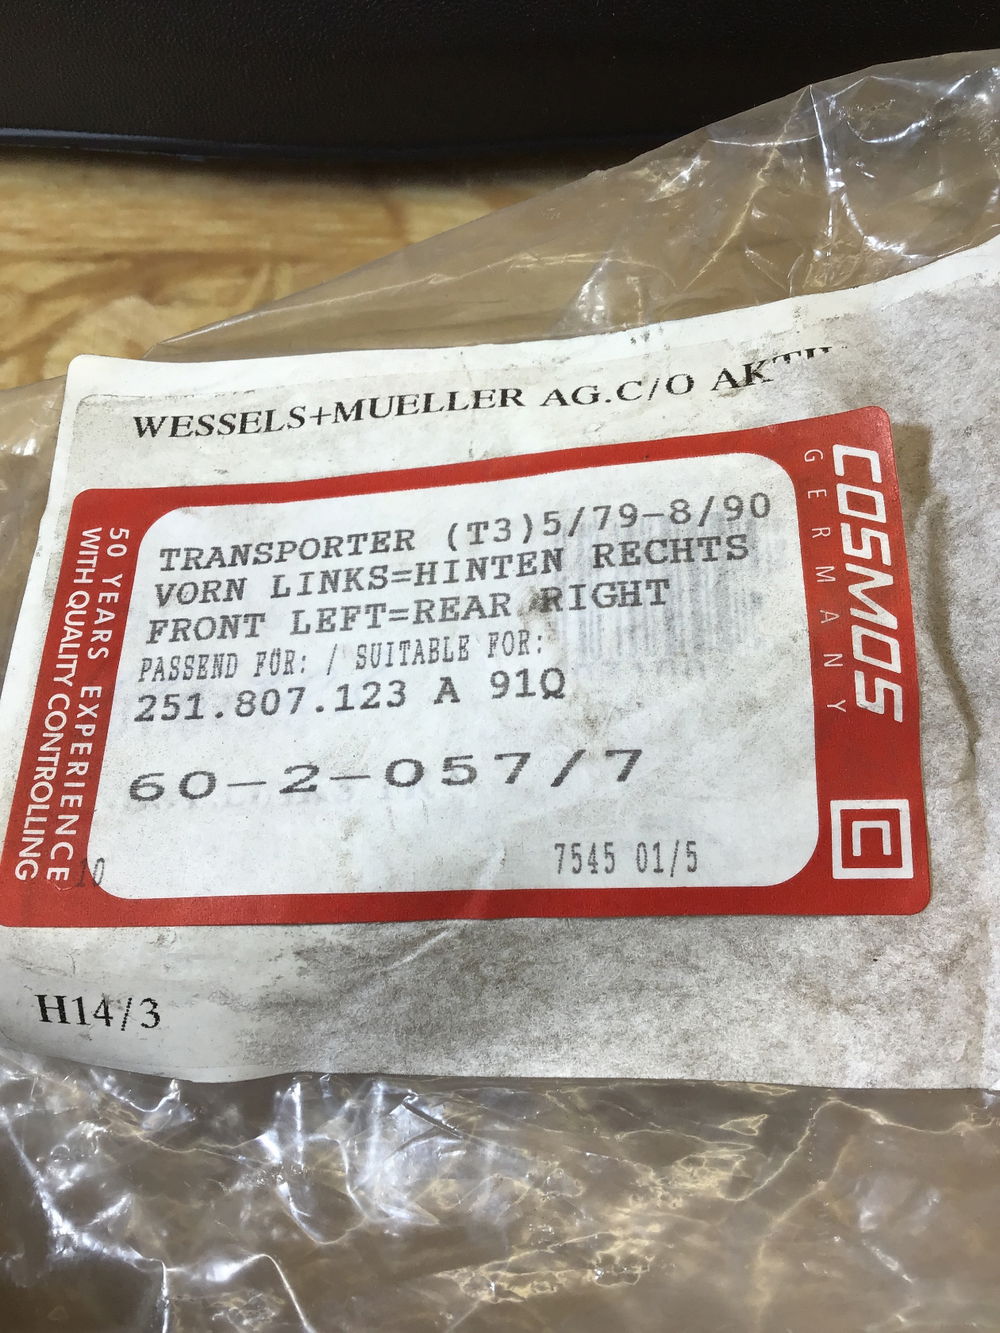 WESSELS+MUELLER AG.C/O
50 YEARS EXPERIENCE
WITH QUALITY CONTROLLING
TRANSPORTER (T3)5/79-8/90
VORN LINKS=HINTEN RECHTS
FRONT LEFT=REAR RIGHT
PASSEND FÜR: / SUITABLE FOR:
251.807.123 A 91Q
60-2-057/7
7545 01/5
10
COSMOS
GERMANY
H14/3